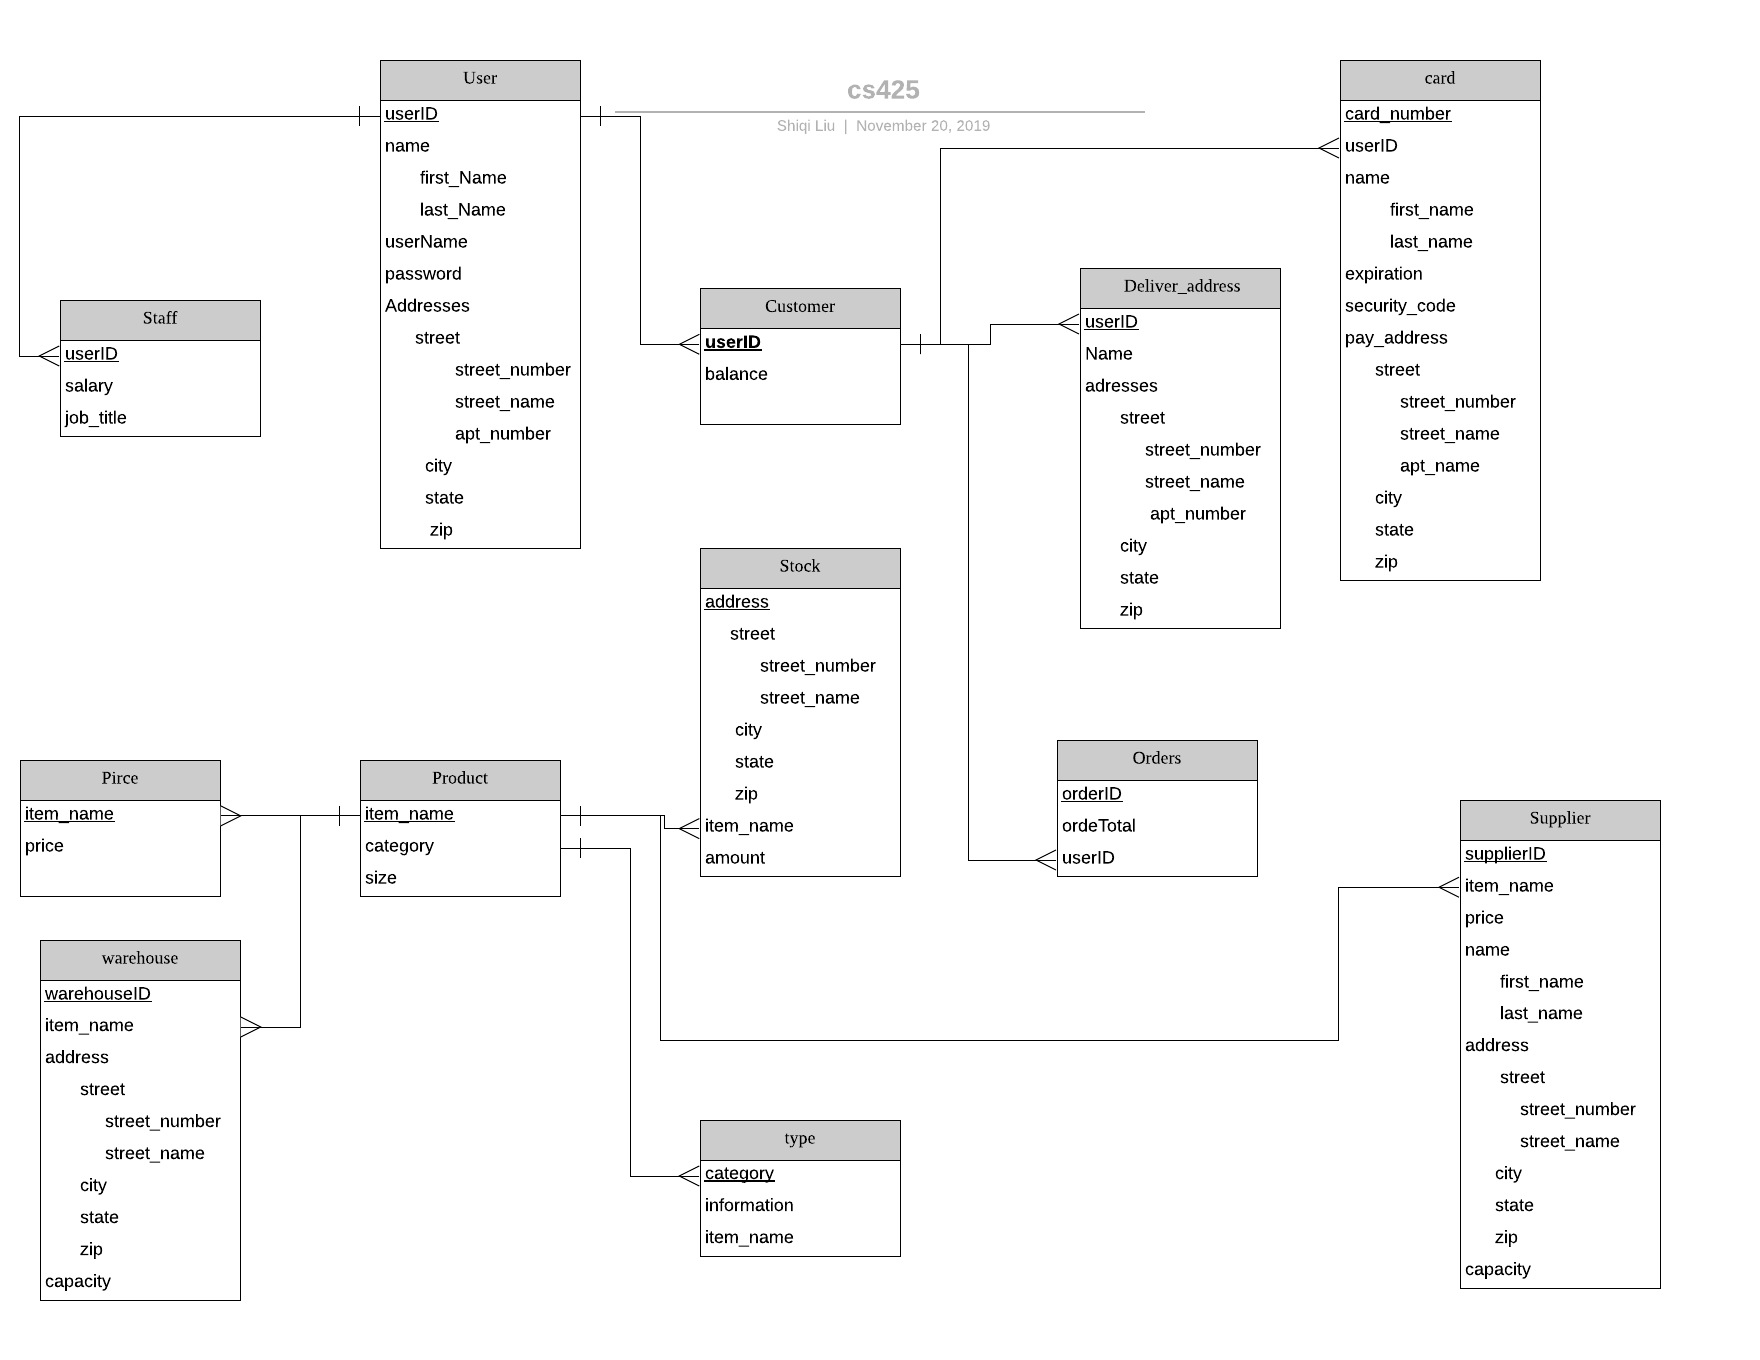 cs425
Shiqi Liu | November 20, 2019
User
userID
name
first_Name
last_Name
userName
password
Addresses
street
street_number
street_name
apt_number
city
state
zip
card
card_number
userID
name
first_name
last_name
expiration
security_code
pay_address
street
street_number
street_name
apt_name
city
state
zip
Staff
userID
salary
job_title
Customer
userID
balance
Deliver_address
userID
Name
adresses
street
street_number
street_name
apt_number
city
state
zip
Stock
address
street
street_number
street_name
city
state
zip
item_name
amount
Pirce
item_name
price
Product
item_name
category
size
Orders
orderID
ordeTotal
userID
Supplier
supplierID
item_name
price
name
first_name
last_name
address
street
street_number
street_name
city
state
zip
capacity
warehouse
warehouseID
item_name
address
street
street_number
street_name
city
state
zip
capacity
type
category
information
item_name